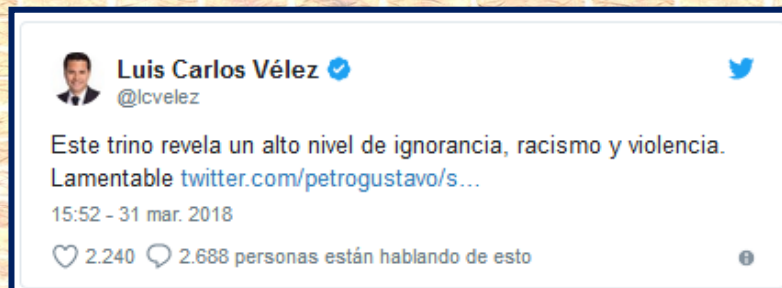 Luis Carlos Vélez
@lcvelez
Este trino revela un alto nivel de ignorancia, racismo y violencia.
Lamentable twitter.com/petrogustavo/s...
15:52 - 31 mar. 2018
2.240 2.688 personas están hablando de esto